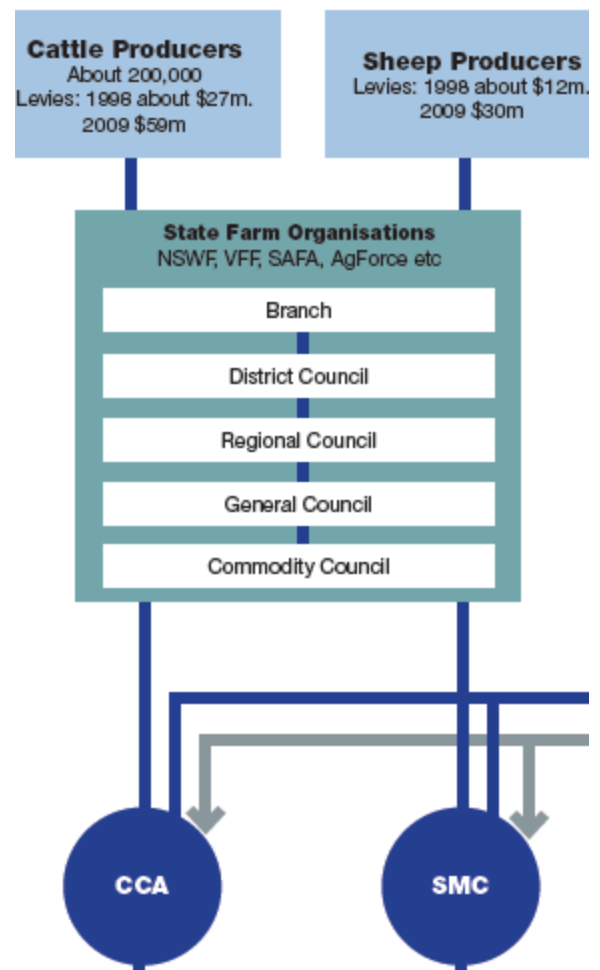 Cattle Producers
About 200,000
Levies: 1998 about $27m.
2009 $59m
Sheep Producers
Levies: 1998 about $12m.
2009 $30m
State Farm Organisations
NSWF, VFF, SAFA, AgForce etc
Branch
District Council
Regional Council
General Council
Commodity Council
CCA
SMC